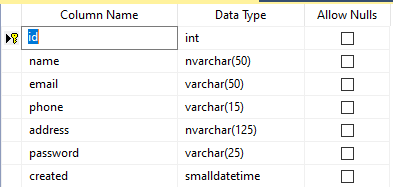 Column Name Data Type Allow Nulls
id int
name nvarchar(50)
email varchar(50)
phone varchar(15)
address nvarchar(125)
password varchar(25)
created smalldatetime